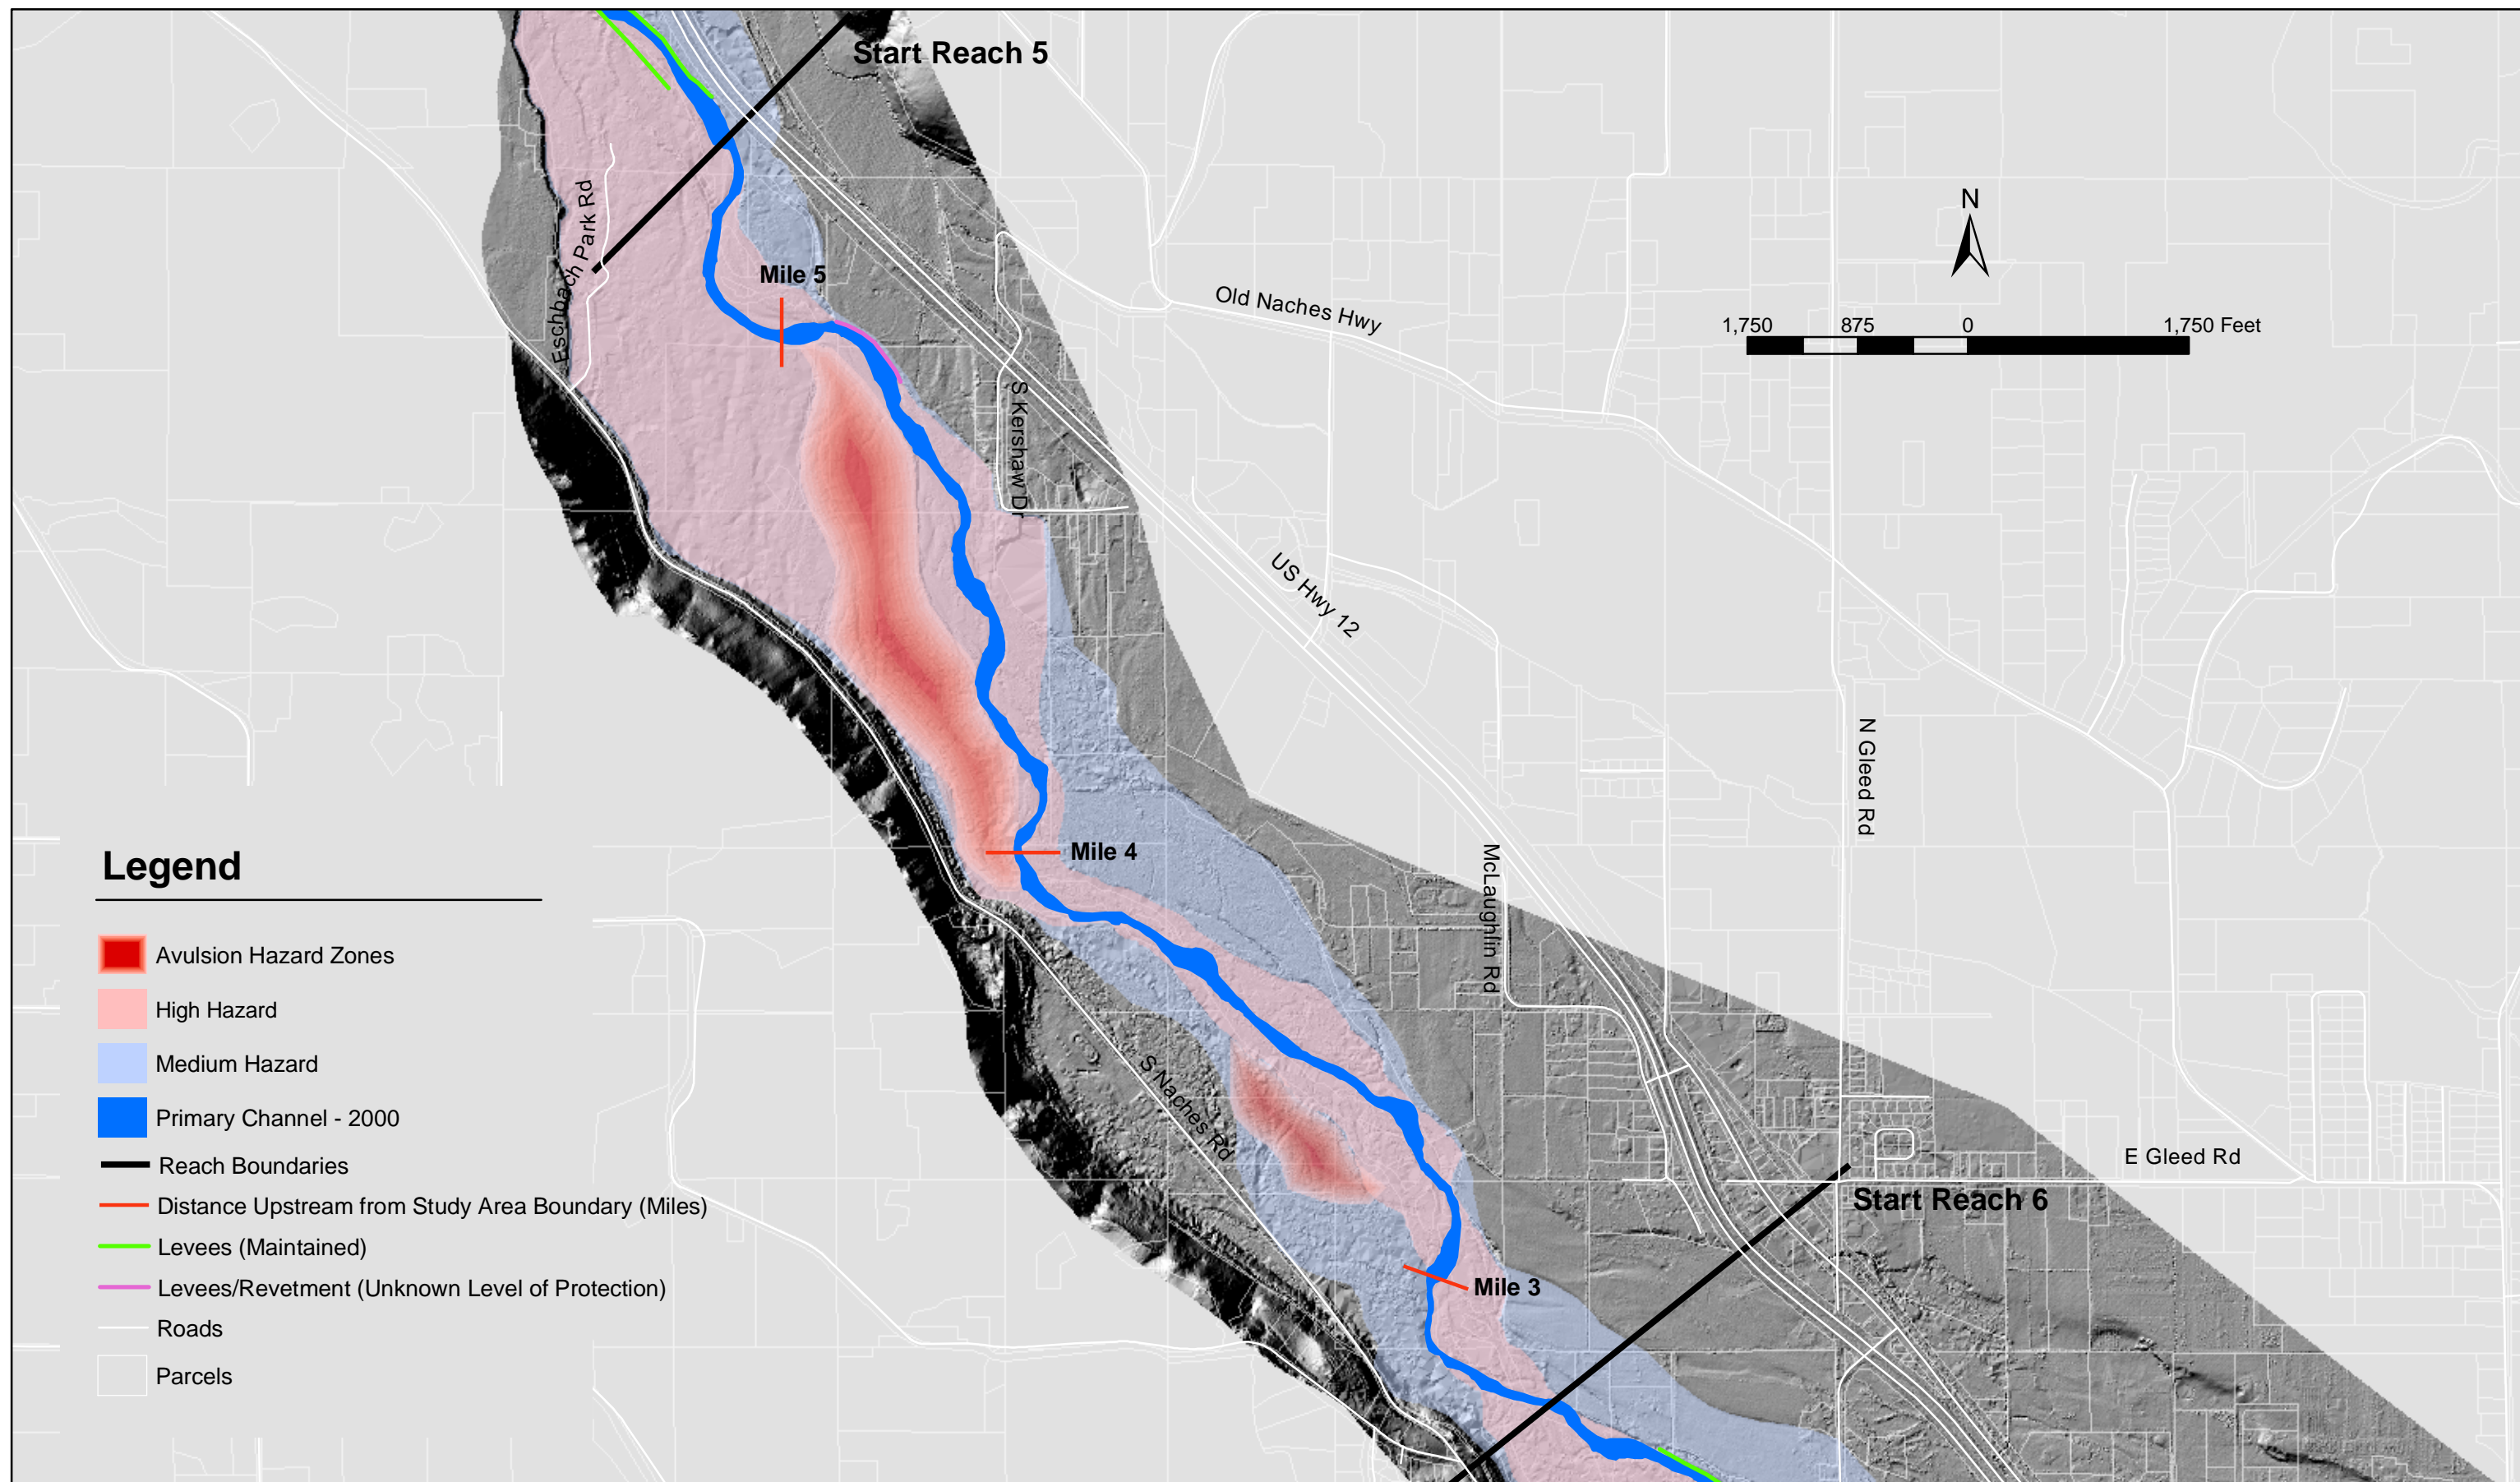 Start Reach 5
Eschbach Park Rd
Mile 5
N
Old Naches Hwy
1,750 875 0 1,750 Feet
S Kershaw Dr
US Hwy 12
N Gleed Rd
Mile 4
McLaughlin Rd
S Naches Rd
E Gleed Rd
Start Reach 6
Mile 3
Legend
Avulsion Hazard Zones
High Hazard
Medium Hazard
Primary Channel - 2000
Reach Boundaries
Distance Upstream from Study Area Boundary (Miles)
Levees (Maintained)
Levees/Revetment (Unknown Level of Protection)
Roads
Parcels